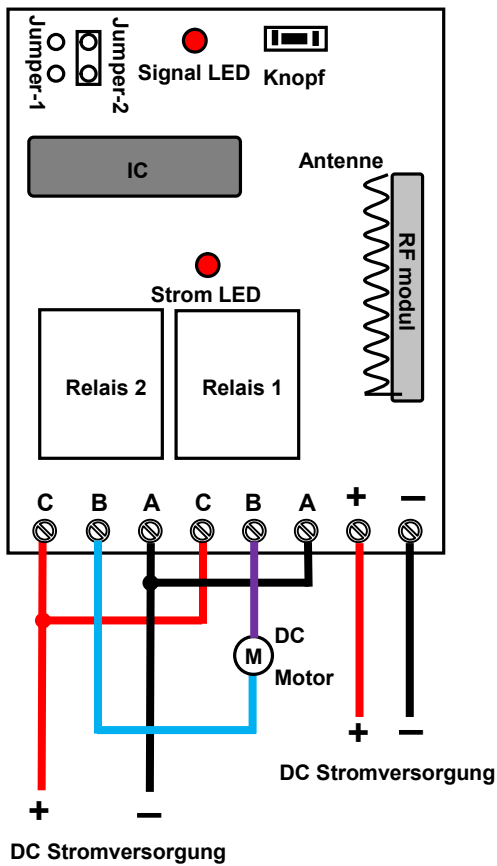 Jumper-1
Jumper-2
Signal LED
Knopf
IC
Antenne
RF modul
Strom LED
Relais 2
Relais 1
C B A C B A + −
M
DC
Motor
+ −
DC Stromversorgung
+ −
DC Stromversorgung